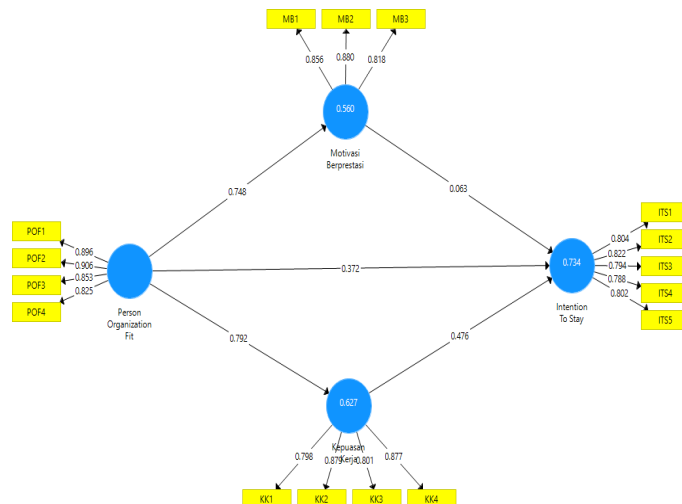 MB1 MB2 MB3
0.856 0.880 0.818
0.560
Motivasi
Berprestasi
0.748
0.063
POF1
POF2
POF3
POF4
0.896
0.906
0.853
0.825
Person
Organization
Fit
0.372
ITS1
ITS2
ITS3
ITS4
ITS5
0.804
0.822
0.794
0.788
0.802
0.734
Intention
To Stay
0.792
0.476
0.627
Kepuasan
Kerja
0.798 0.879 0.801 0.877
KK1 KK2 KK3 KK4